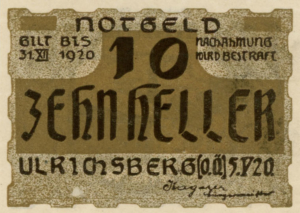 NOTGELD
GILT BIS 31.XII 1920
10
NACHAHMUNG WIRD BESTRAFT
ZEHN HELLER
ULRICHSBERG (O.Ö) 5.V.20.